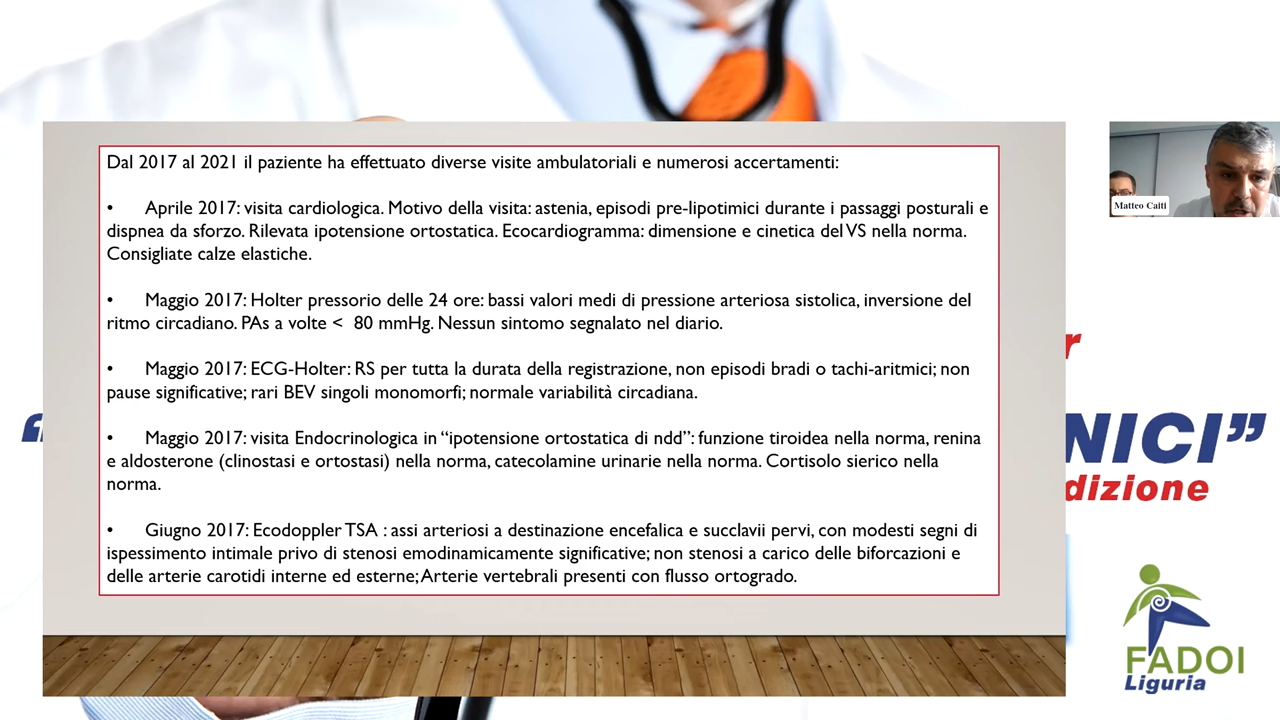 Dal 2017 al 2021 il paziente ha effettuato diverse visite ambulatoriali e numerosi accertamenti:
• Aprile 2017: visita cardiologica. Motivo della visita: astenia, episodi pre-lipotimici durante i passaggi posturali e
dispnea da sforzo. Rilevata ipotensione ortostatica. Ecocardiogramma: dimensione e cinetica del VS nella norma.
Consigliate calze elastiche.
• Maggio 2017: Holter pressorio delle 24 ore: bassi valori medi di pressione arteriosa sistolica, inversione del
ritmo circadiano. PAs a volte < 80 mmHg. Nessun sintomo segnalato nel diario.
• Maggio 2017: ECG-Holter: RS per tutta la durata della registrazione, non episodi bradi o tachi-aritmici; non
pause significative; rari BEV singoli monomorfi; normale variabilità circadiana.
• Maggio 2017: visita Endocrinologica in “ipotensione ortostatica di ndd”: funzione tiroidea nella norma, renina
e aldosterone (clinostasi e ortostasi) nella norma, catecolamine urinarie nella norma. Cortisolo sierico nella
norma.
• Giugno 2017: Ecodoppler TSA : assi arteriosi a destinazione encefalica e succlavii pervi, con modesti segni di
ispessimento intimale privo di stenosi emodinamicamente significative; non stenosi a carico delle biforcazioni e
delle arterie carotidi interne ed esterne; Arterie vertebrali presenti con flusso ortogrado.
Matteo Caiti
r
“ NICI”
dizione
FADOI
Liguria